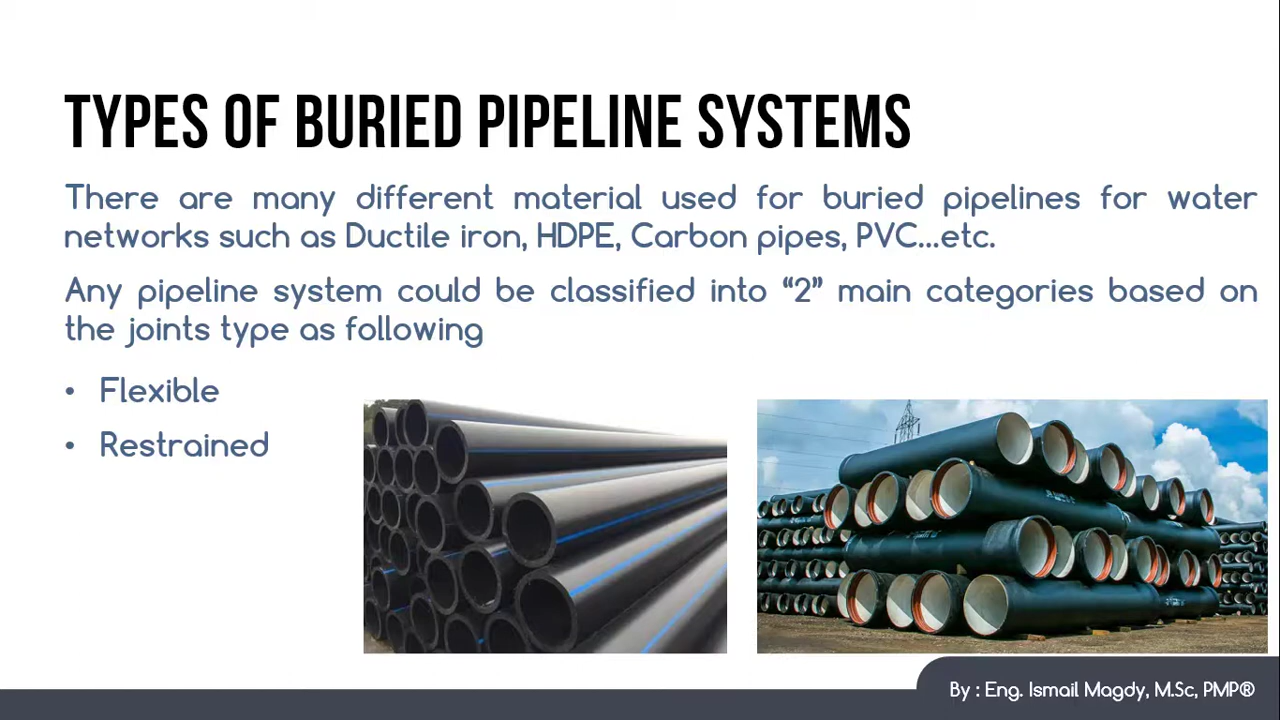 TYPES OF BURIED PIPELINE SYSTEMS
There are many different material used for buried pipelines for water
networks such as Ductile iron, HDPE, Carbon pipes, PVC...etc.
Any pipeline system could be classified into “2” main categories based on
the joints type as following
• Flexible
• Restrained
By : Eng. Ismail Magdy, M.Sc, PMP®